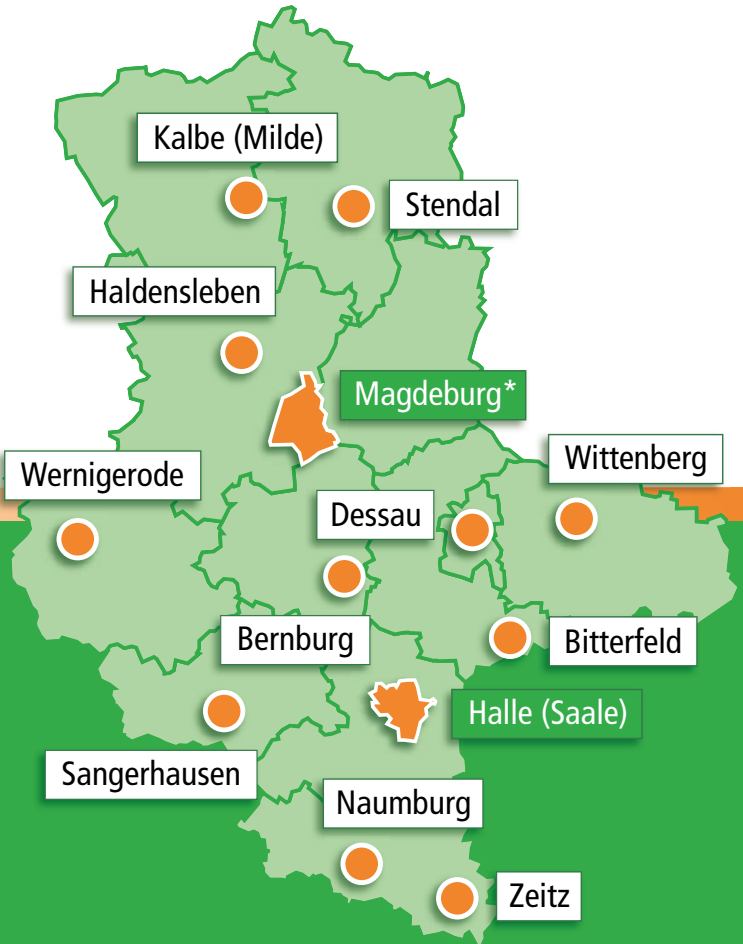 Kalbe (Milde)
Stendal
Haldensleben
Magdeburg*
Wittenberg
Wernigerode
Dessau
Bernburg
Bitterfeld
Halle (Saale)
Sangerhausen
Naumburg
Zeitz